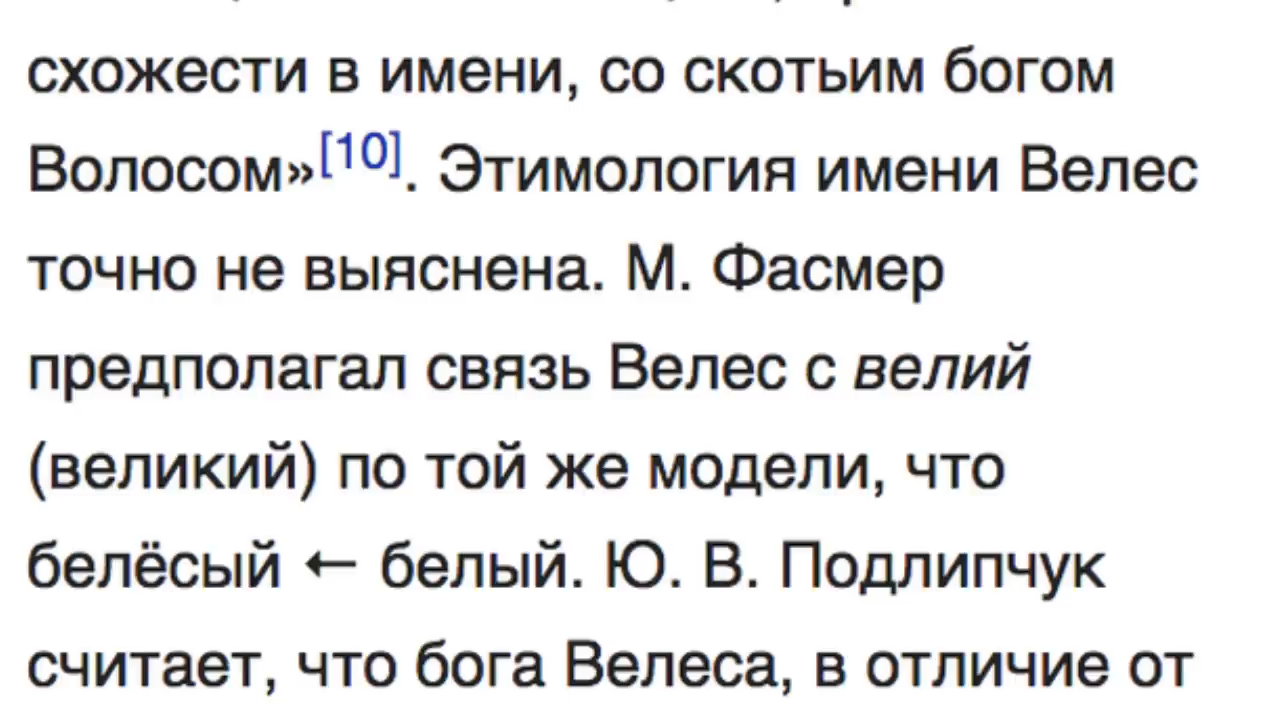 схожести в имени, со скотьим богом
Волосом»[10]. Этимология имени Велес
точно не выяснена. М. Фасмер
предполагал связь Велес с велий
(великий) по той же модели, что
белёсый ← белый. Ю. В. Подлипчук
считает, что бога Велеса, в отличие от